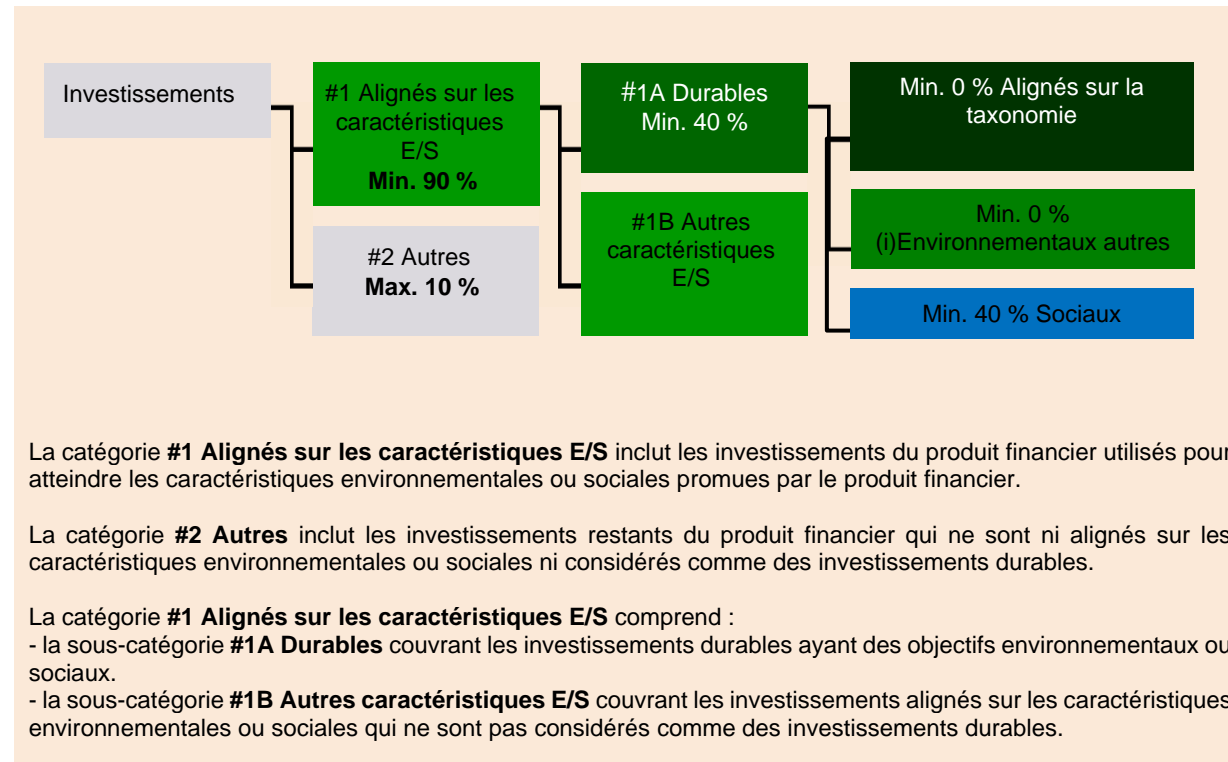 Investissements
#1 Alignés sur les
caractéristiques
E/S
Min. 90 %
#2 Autres
Max. 10 %
#1A Durables
Min. 40 %
#1B Autres
caractéristiques
E/S
Min. 0 % Alignés sur la
taxonomie
Min. 0 %
(i)Environnementaux autres
Min. 40 % Sociaux
La catégorie #1 Alignés sur les caractéristiques E/S inclut les investissements du produit financier utilisés pour
atteindre les caractéristiques environnementales ou sociales promues par le produit financier.
La catégorie #2 Autres inclut les investissements restants du produit financier qui ne sont ni alignés sur les
caractéristiques environnementales ou sociales ni considérés comme des investissements durables.
La catégorie #1 Alignés sur les caractéristiques E/S comprend :
- la sous-catégorie #1A Durables couvrant les investissements durables ayant des objectifs environnementaux ou
sociaux.
- la sous-catégorie #1B Autres caractéristiques E/S couvrant les investissements alignés sur les caractéristiques
environnementales ou sociales qui ne sont pas considérés comme des investissements durables.